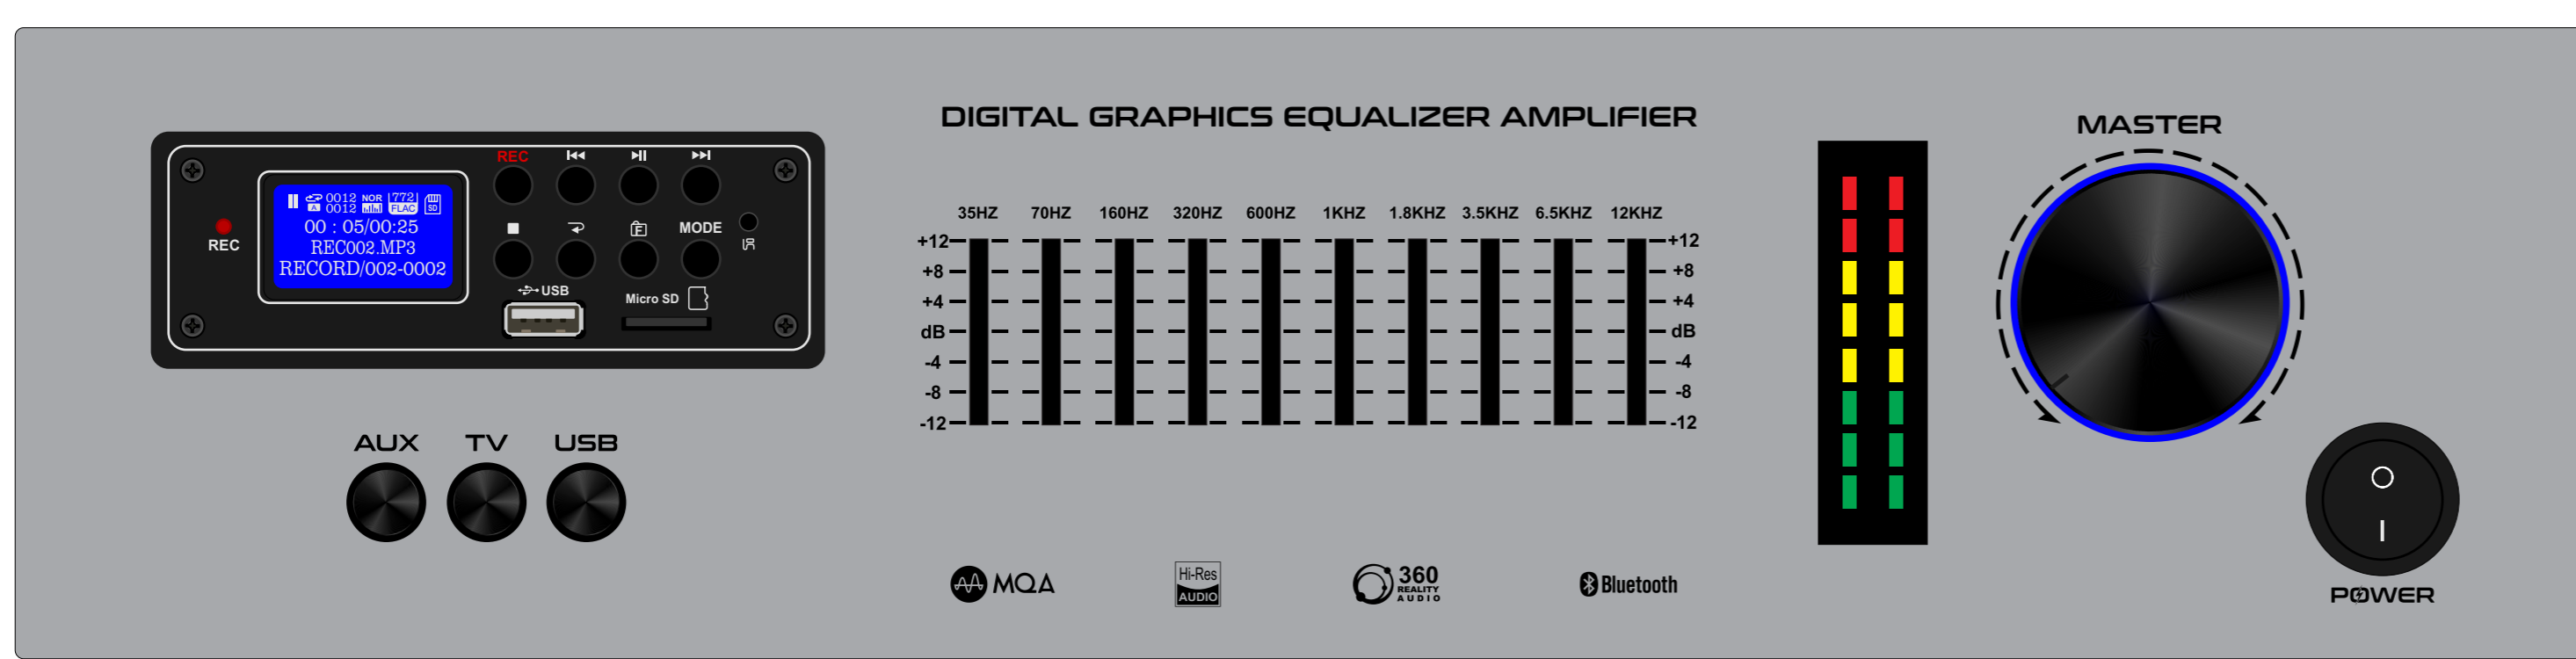 DIGITAL GRAPHICS EQUALIZER AMPLIFIER
MASTER
REC
0012 NOR 772
A 0012 FLAC SD
00 : 05/00:25
REC002.MP3
RECORD/002-0002
REC
F MODE
USB
Micro SD
35HZ 70HZ 160HZ 320HZ 600HZ 1KHZ 1.8KHZ 3.5KHZ 6.5KHZ 12KHZ
+12 +12
+8 +8
+4 +4
dB dB
-4 -4
-8 -8
-12 -12
AUX TV USB
MQA
Hi-Res
AUDIO
360
REALITY
AUDIO
Bluetooth
O
I
POWER